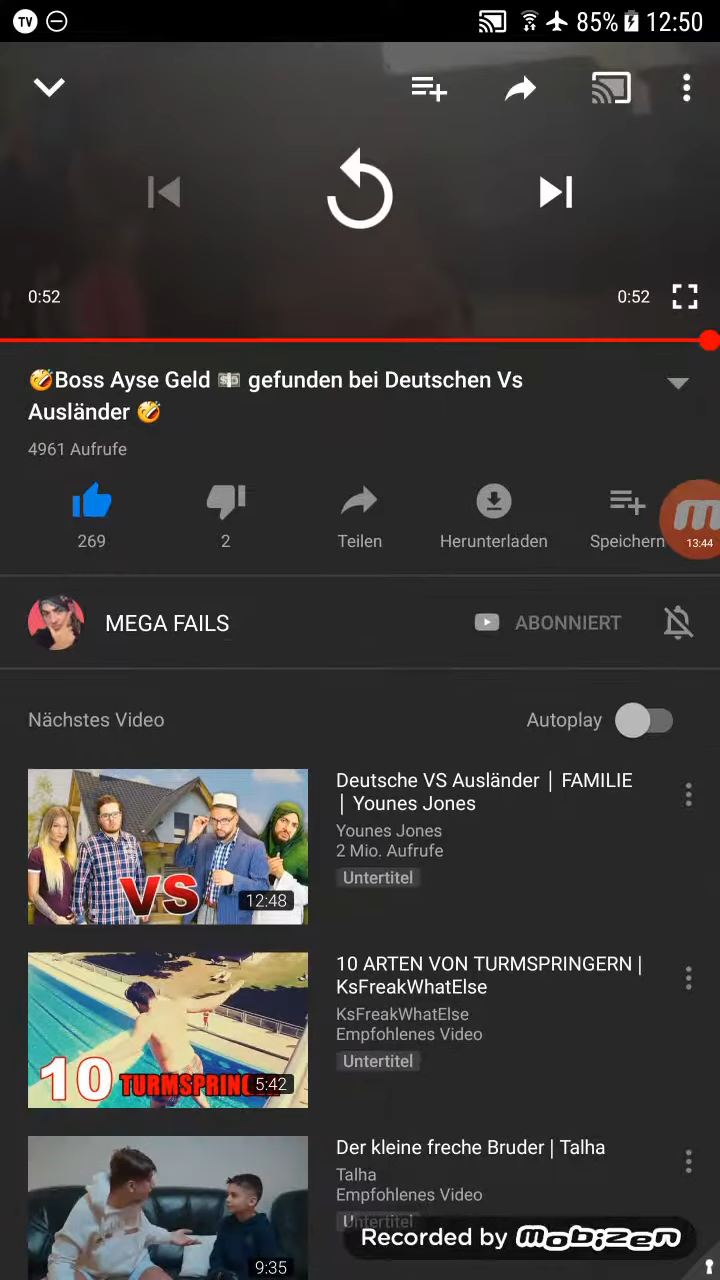 TV 85% 12:50
0:52 0:52
🤣Boss Ayse Geld 💵 gefunden bei Deutschen Vs
Ausländer 🤣
4961 Aufrufe
269 2 Teilen Herunterladen Speichern
m
13:44
MEGA FAILS ABONNIERT
Nächstes Video Autoplay
VS
12:48
Deutsche VS Ausländer │ FAMILIE
│ Younes Jones
Younes Jones
2 Mio. Aufrufe
Untertitel
10 TURMSPRING
5:42
10 ARTEN VON TURMSPRINGERN |
KsFreakWhatElse
KsFreakWhatElse
Empfohlenes Video
Untertitel
9:35
Der kleine freche Bruder | Talha
Talha
Empfohlenes Video
Untertitel
Recorded by mobizen